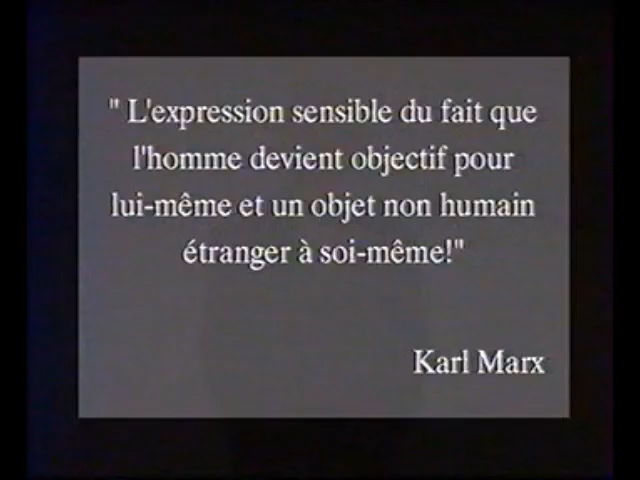 " L'expression sensible du fait que
l'homme devient objectif pour
lui-même et un objet non humain
étranger à soi-même!"
Karl Marx